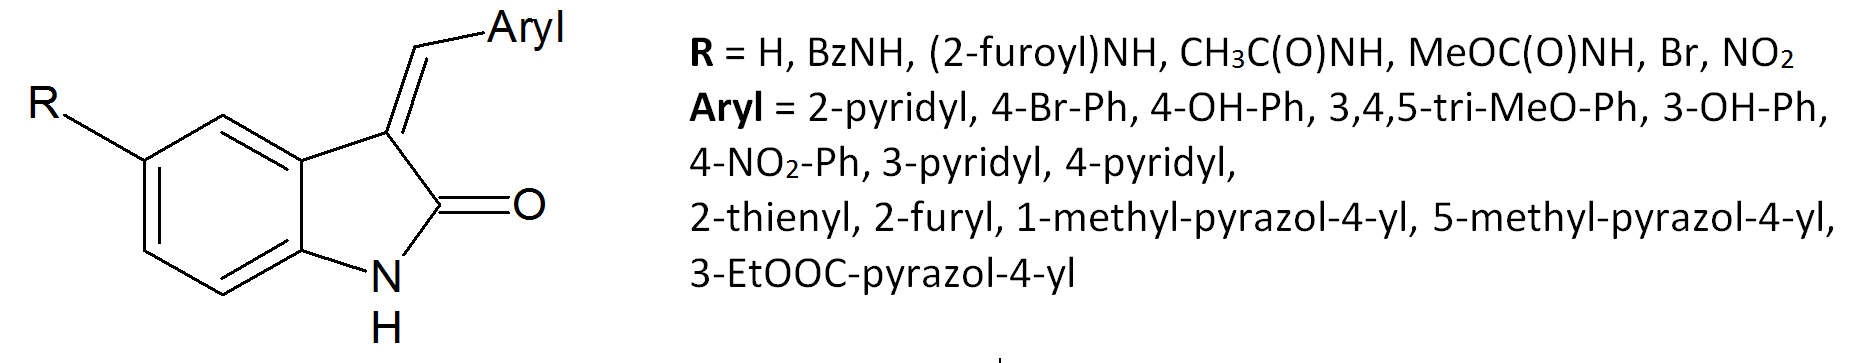 Aryl
R
O
N
H
R = H, BzNH, (2-furoyl)NH, CH₃C(O)NH, MeOC(O)NH, Br, NO₂
Aryl = 2-pyridyl, 4-Br-Ph, 4-OH-Ph, 3,4,5-tri-MeO-Ph, 3-OH-Ph,
4-NO₂-Ph, 3-pyridyl, 4-pyridyl,
2-thienyl, 2-furyl, 1-methyl-pyrazol-4-yl, 5-methyl-pyrazol-4-yl,
3-EtOOC-pyrazol-4-yl